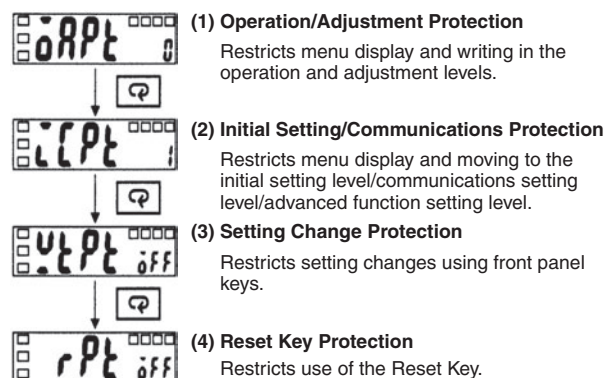 oAPt 0
(1) Operation/Adjustment Protection
Restricts menu display and writing in the
operation and adjustment levels.
iCPt 1
(2) Initial Setting/Communications Protection
Restricts menu display and moving to the
initial setting level/communications setting
level/advanced function setting level.
WtPt oFF
(3) Setting Change Protection
Restricts setting changes using front panel
keys.
rPt oFF
(4) Reset Key Protection
Restricts use of the Reset Key.